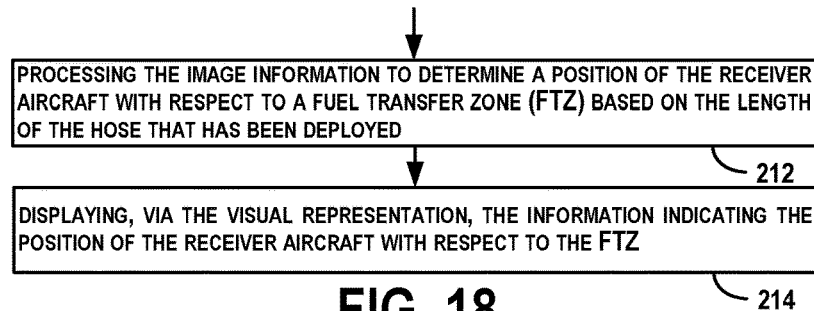 PROCESSING THE IMAGE INFORMATION TO DETERMINE A POSITION OF THE RECEIVER
AIRCRAFT WITH RESPECT TO A FUEL TRANSFER ZONE (FTZ) BASED ON THE LENGTH
OF THE HOSE THAT HAS BEEN DEPLOYED
212
DISPLAYING, VIA THE VISUAL REPRESENTATION, THE INFORMATION INDICATING THE
POSITION OF THE RECEIVER AIRCRAFT WITH RESPECT TO THE FTZ
214
FIG. 18